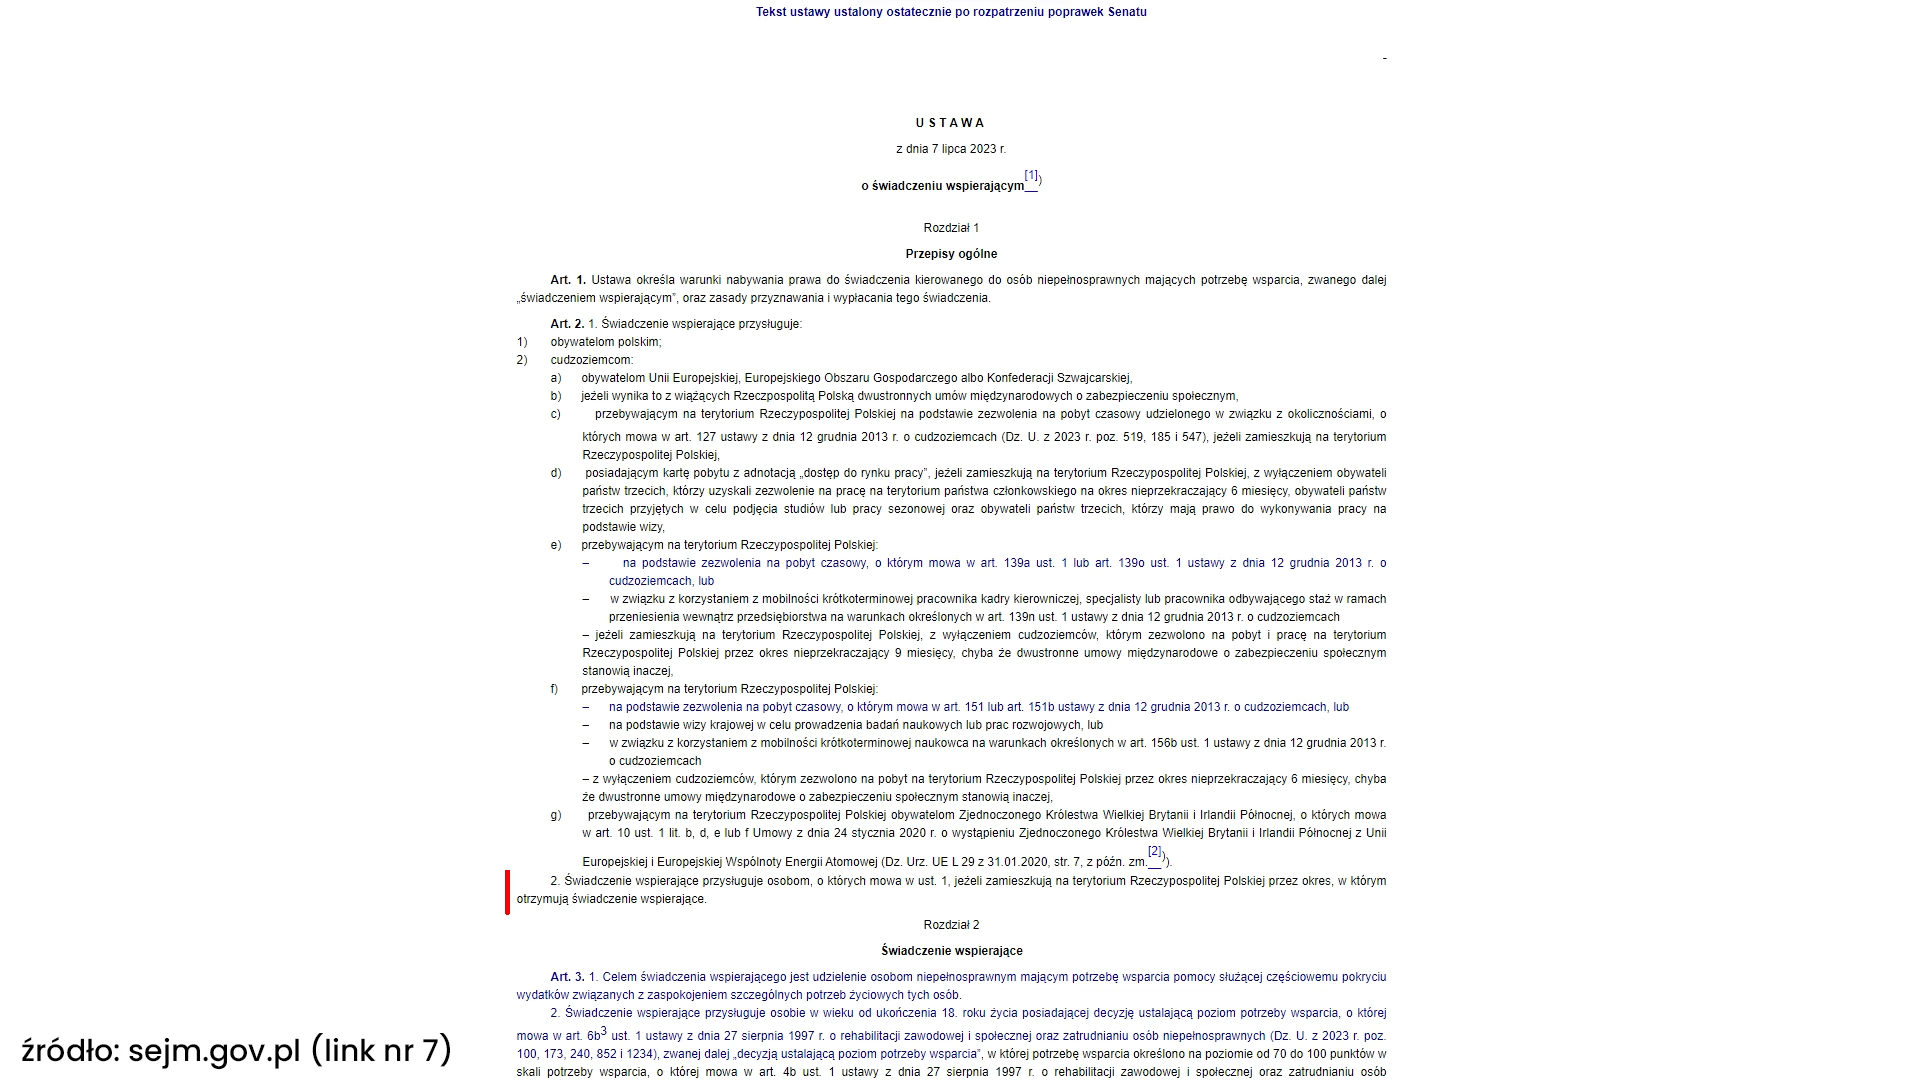 Tekst ustawy ustalony ostatecznie po rozpatrzeniu poprawek Senatu
-
U S T A W A
z dnia 7 lipca 2023 r.
o świadczeniu wspierającym[1])
Rozdział 1
Przepisy ogólne
Art. 1. Ustawa określa warunki nabywania prawa do świadczenia kierowanego do osób niepełnosprawnych mających potrzebę wsparcia, zwanego dalej
„świadczeniem wspierającym”, oraz zasady przyznawania i wypłacania tego świadczenia.
Art. 2. 1. Świadczenie wspierające przysługuje:
1) obywatelom polskim;
2) cudzoziemcom:
a) obywatelom Unii Europejskiej, Europejskiego Obszaru Gospodarczego albo Konfederacji Szwajcarskiej,
b) jeżeli wynika to z wiążących Rzeczpospolitą Polską dwustronnych umów międzynarodowych o zabezpieczeniu społecznym,
c) przebywającym na terytorium Rzeczypospolitej Polskiej na podstawie zezwolenia na pobyt czasowy udzielonego w związku z okolicznościami, o
których mowa w art. 127 ustawy z dnia 12 grudnia 2013 r. o cudzoziemcach (Dz. U. z 2023 r. poz. 519, 185 i 547), jeżeli zamieszkują na terytorium
Rzeczypospolitej Polskiej,
d) posiadającym kartę pobytu z adnotacją „dostęp do rynku pracy”, jeżeli zamieszkują na terytorium Rzeczypospolitej Polskiej, z wyłączeniem obywateli
państw trzecich, którzy uzyskali zezwolenie na pracę na terytorium państwa członkowskiego na okres nieprzekraczający 6 miesięcy, obywateli państw
trzecich przyjętych w celu podjęcia studiów lub pracy sezonowej oraz obywateli państw trzecich, którzy mają prawo do wykonywania pracy na
podstawie wizy,
e) przebywającym na terytorium Rzeczypospolitej Polskiej:
– na podstawie zezwolenia na pobyt czasowy, o którym mowa w art. 139a ust. 1 lub art. 139o ust. 1 ustawy z dnia 12 grudnia 2013 r. o
cudzoziemcach, lub
– w związku z korzystaniem z mobilności krótkoterminowej pracownika kadry kierowniczej, specjalisty lub pracownika odbywającego staż w ramach
przeniesienia wewnątrz przedsiębiorstwa na warunkach określonych w art. 139n ust. 1 ustawy z dnia 12 grudnia 2013 r. o cudzoziemcach
– jeżeli zamieszkują na terytorium Rzeczypospolitej Polskiej, z wyłączeniem cudzoziemców, którym zezwolono na pobyt i pracę na terytorium
Rzeczypospolitej Polskiej przez okres nieprzekraczający 9 miesięcy, chyba że dwustronne umowy międzynarodowe o zabezpieczeniu społecznym
stanowią inaczej,
f) przebywającym na terytorium Rzeczypospolitej Polskiej:
– na podstawie zezwolenia na pobyt czasowy, o którym mowa w art. 151 lub art. 151b ustawy z dnia 12 grudnia 2013 r. o cudzoziemcach, lub
– na podstawie wizy krajowej w celu prowadzenia badań naukowych lub prac rozwojowych, lub
– w związku z korzystaniem z mobilności krótkoterminowej naukowca na warunkach określonych w art. 156b ust. 1 ustawy z dnia 12 grudnia 2013 r.
o cudzoziemcach
– z wyłączeniem cudzoziemców, którym zezwolono na pobyt na terytorium Rzeczypospolitej Polskiej przez okres nieprzekraczający 6 miesięcy, chyba
że dwustronne umowy międzynarodowe o zabezpieczeniu społecznym stanowią inaczej,
g) przebywającym na terytorium Rzeczypospolitej Polskiej obywatelom Zjednoczonego Królestwa Wielkiej Brytanii i Irlandii Północnej, o których mowa
w art. 10 ust. 1 lit. b, d, e lub f Umowy z dnia 24 stycznia 2020 r. o wystąpieniu Zjednoczonego Królestwa Wielkiej Brytanii i Irlandii Północnej z Unii
Europejskiej i Europejskiej Wspólnoty Energii Atomowej (Dz. Urz. UE L 29 z 31.01.2020, str. 7, z późn. zm.[2])).
2. Świadczenie wspierające przysługuje osobom, o których mowa w ust. 1, jeżeli zamieszkują na terytorium Rzeczypospolitej Polskiej przez okres, w którym
otrzymują świadczenie wspierające.
Rozdział 2
Świadczenie wspierające
Art. 3. 1. Celem świadczenia wspierającego jest udzielenie osobom niepełnosprawnym mającym potrzebę wsparcia pomocy służącej częściowemu pokryciu
wydatków związanych z zaspokojeniem szczególnych potrzeb życiowych tych osób.
2. Świadczenie wspierające przysługuje osobie w wieku od ukończenia 18. roku życia posiadającej decyzję ustalającą poziom potrzeby wsparcia, o której
mowa w art. 6b3 ust. 1 ustawy z dnia 27 sierpnia 1997 r. o rehabilitacji zawodowej i społecznej oraz zatrudnianiu osób niepełnosprawnych (Dz. U. z 2023 r. poz.
100, 173, 240, 852 i 1234), zwanej dalej „decyzją ustalającą poziom potrzeby wsparcia”, w której potrzebę wsparcia określono na poziomie od 70 do 100 punktów w
skali potrzeby wsparcia, o której mowa w art. 4b ust. 1 ustawy z dnia 27 sierpnia 1997 r. o rehabilitacji zawodowej i społecznej oraz zatrudnianiu osób
źródło: sejm.gov.pl (link nr 7)